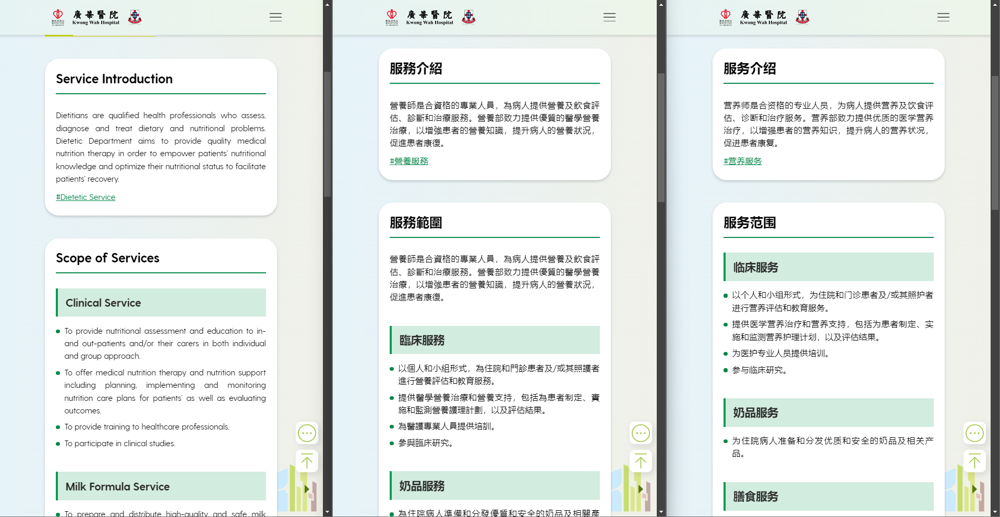 廣華醫院
Kwong Wah Hospital
Service Introduction
Dietitians are qualified health professionals who assess,
diagnose and treat dietary and nutritional problems.
Dietetic Department aims to provide quality medical
nutrition therapy in order to empower patients’ nutritional
knowledge and optimize their nutritional status to facilitate
patients’ recovery.
#Dietetic Service
Scope of Services
Clinical Service
To provide nutritional assessment and education to in-
and out-patients and/or their carers in both individual
and group approach.
To offer medical nutrition therapy and nutrition support
including planning, implementing and monitoring
nutrition care plans for patients’ as well as evaluating
outcomes.
To provide training to healthcare professionals.
To participate in clinical studies.
Milk Formula Service
To prepare and distribute high-quality and safe milk
廣華醫院
Kwong Wah Hospital
服務介紹
營養師是合資格的專業人員，為病人提供營養及飲食評
估、診斷和治療服務。營養部致力提供優質的醫學營養
治療，以增強患者的營養知識，提升病人的營養狀況，
促進患者康復。
#營養服務
服務範圍
營養師是合資格的專業人員，為病人提供營養及飲食評
估、診斷和治療服務。營養部致力提供優質的醫學營養
治療，以增強患者的營養知識，提升病人的營養狀況，
促進患者康復。
臨床服務
以個人和小組形式，為住院和門診患者及/或其照護者
進行營養評估和教育服務。
提供醫學營養治療和營養支持，包括為患者制定、實
施和監測營養護理計劃，以及評估結果。
為醫護專業人員提供培訓。
參與臨床研究。
奶品服務
為住院病人準備和分發優質和安全的奶品及相關產
廣華醫院
Kwong Wah Hospital
服务介绍
营养师是合资格的专业人员，为病人提供营养及饮食评
估、诊断和治疗服务。营养部致力提供优质的医学营养
治疗，以增强患者的营养知识，提升病人的营养状况，
促进患者康复。
#营养服务
服务范围
临床服务
以个人和小组形式，为住院和门诊患者及/或其照护者
进行营养评估和教育服务。
提供医学营养治疗和营养支持，包括为患者制定、实
施和监测营养护理计划，以及评估结果。
为医护专业人员提供培训。
参与临床研究。
奶品服务
为住院病人准备和分发优质和安全的奶品及相关产
品。
膳食服务